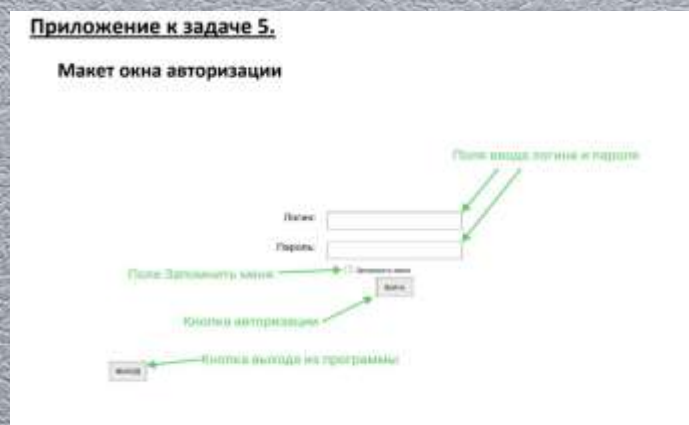 Приложение к задаче 5.
Макет окна авторизации
Поле ввода логина и пароля
Логин:
Пароль:
Поле Запомнить меня
Запомнить меня
Войти
Кнопка авторизации
Кнопка выхода из программы
выход